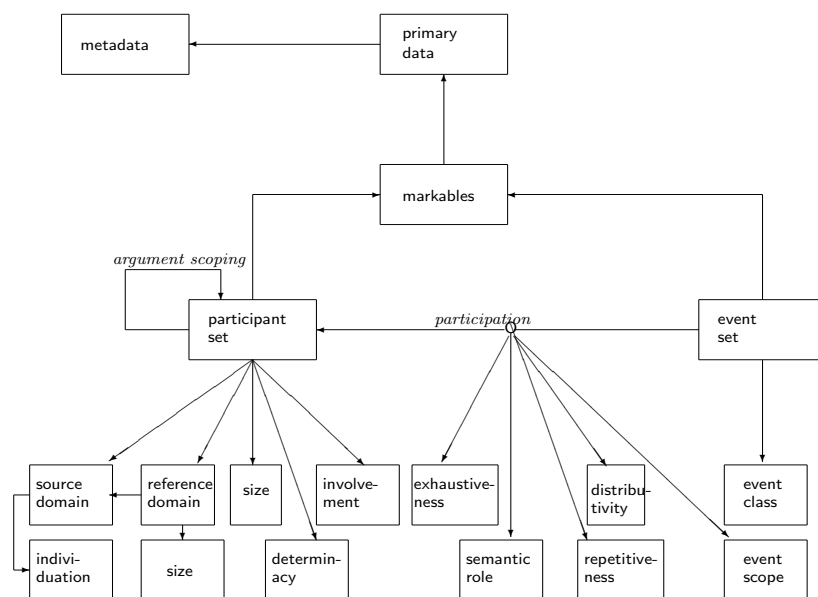 metadata
primary
data
markables
argument scoping
participant
set
participation
event
set
source
domain
reference
domain
size
involve-
ment
exhaustive-
ness
distribu-
tivity
event
class
indivi-
duation
size
determin-
acy
semantic
role
repetitive-
ness
event
scope